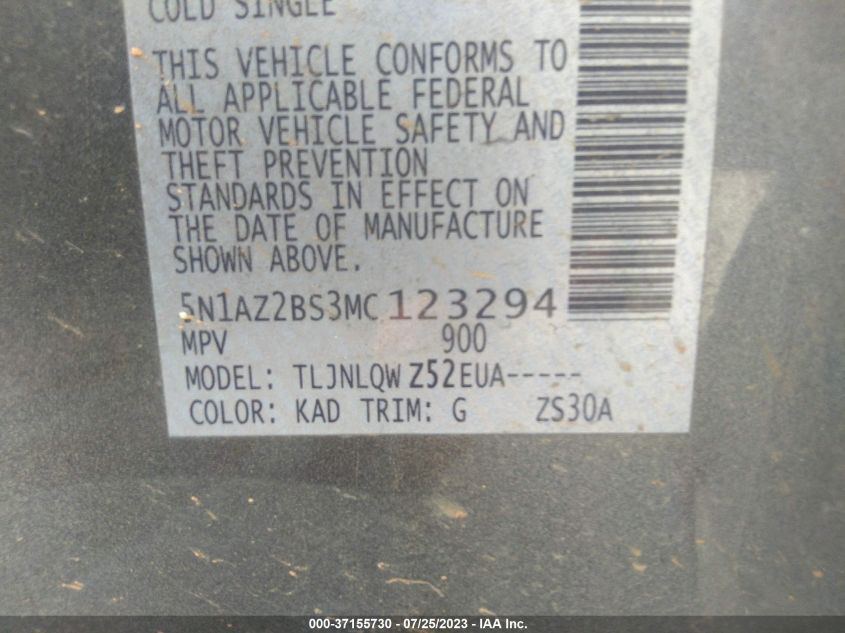 COLD SINGLE
THIS VEHICLE CONFORMS TO
ALL APPLICABLE FEDERAL
MOTOR VEHICLE SAFETY AND
THEFT PREVENTION
STANDARDS IN EFFECT ON
THE DATE OF MANUFACTURE
SHOWN ABOVE.
5N1AZ2BS3MC123294
MPV 900
MODEL: TLJNLQW Z52EUA-----
COLOR: KAD TRIM: G ZS30A
000-37155730 - 07/25/2023 - IAA Inc.